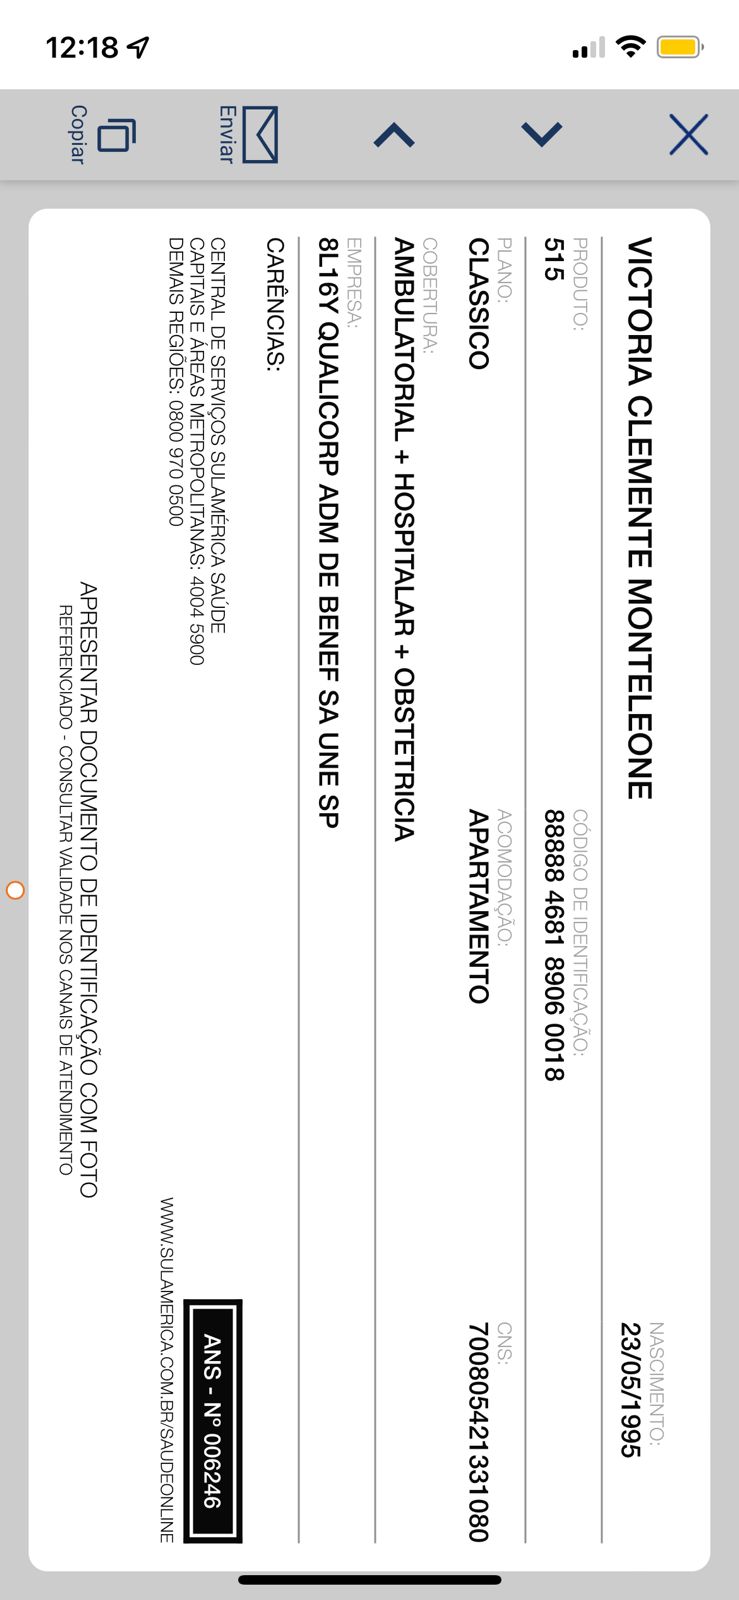 12:18
Copiar
Enviar
VICTORIA CLEMENTE MONTELEONE
NASCIMENTO:
23/05/1995
PRODUTO:
515
CÓDIGO DE IDENTIFICAÇÃO:
88888 4681 8906 0018
PLANO:
CLASSICO
ACOMODAÇÃO:
APARTAMENTO
CNS:
700805421331080
COBERTURA:
AMBULATORIAL + HOSPITALAR + OBSTETRICIA
EMPRESA:
8L16Y QUALICORP ADM DE BENEF SA UNE SP
CARÊNCIAS:
CENTRAL DE SERVIÇOS SULAMÉRICA SAÚDE
CAPITAIS E ÁREAS METROPOLITANAS: 4004 5900
DEMAIS REGIÕES: 0800 970 0500
ANS - Nº 006246
WWW.SULAMERICA.COM.BR/SAUDEONLINE
APRESENTAR DOCUMENTO DE IDENTIFICAÇÃO COM FOTO
REFERENCIADO - CONSULTAR VALIDADE NOS CANAIS DE ATENDIMENTO